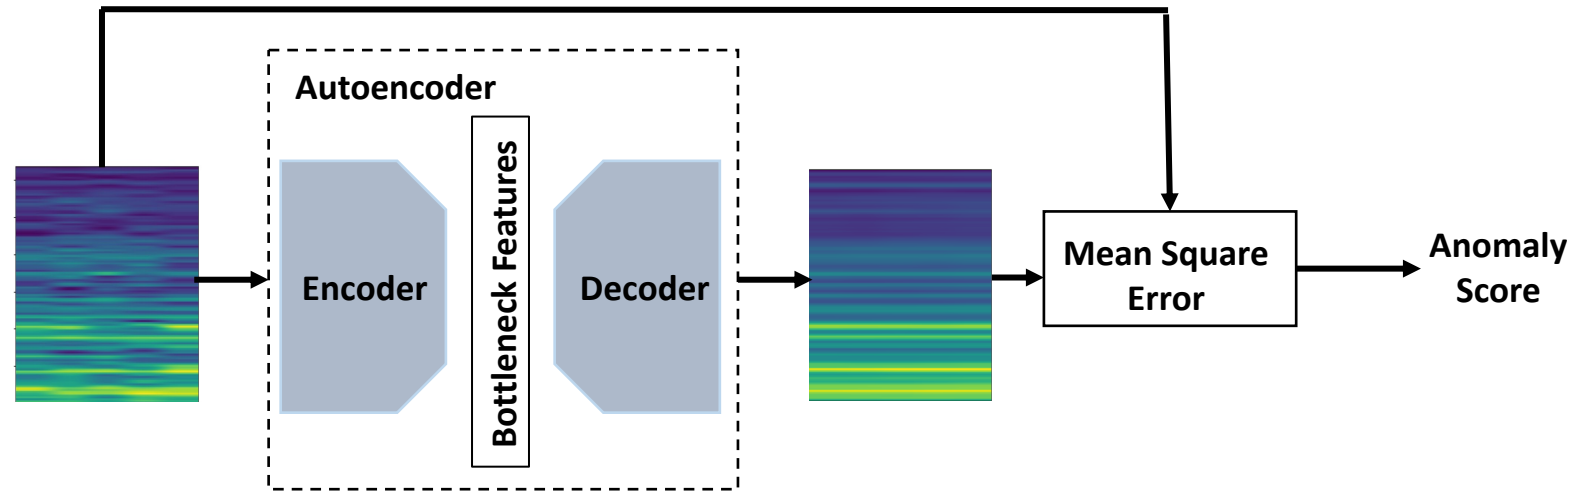 Autoencoder
Encoder
Bottleneck Features
Decoder
Mean Square
Error
Anomaly
Score